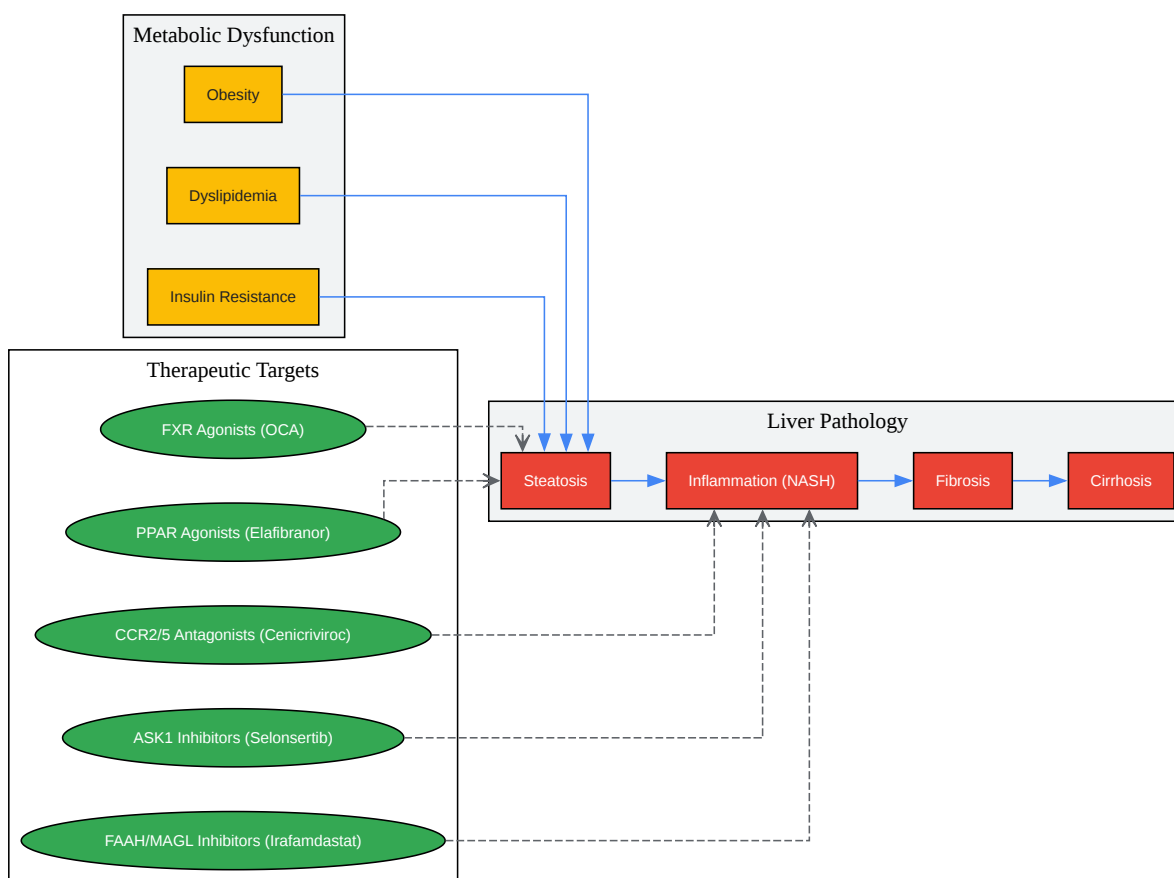 Metabolic Dysfunction
Obesity
Dyslipidemia
Insulin Resistance
Therapeutic Targets
FXR Agonists (OCA)
PPAR Agonists (Elafibranor)
CCR2/5 Antagonists (Cenicriviroc)
ASK1 Inhibitors (Selonsertib)
FAAH/MAGL Inhibitors (Irafamdastat)
Liver Pathology
Steatosis
Inflammation (NASH)
Fibrosis
Cirrhosis